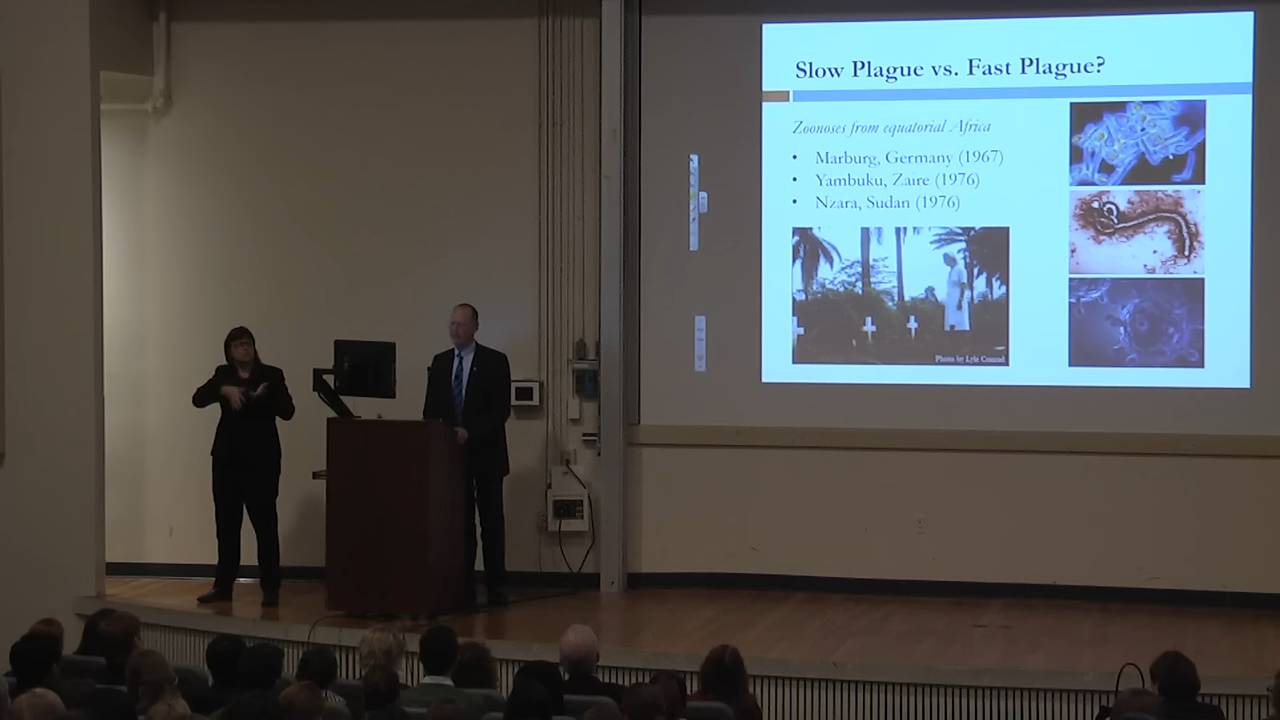 Slow Plague vs. Fast Plague?
Zoonoses from equatorial Africa
• Marburg, Germany (1967)
• Yambuku, Zaire (1976)
• Nzara, Sudan (1976)
Photo by Lyle Conrad